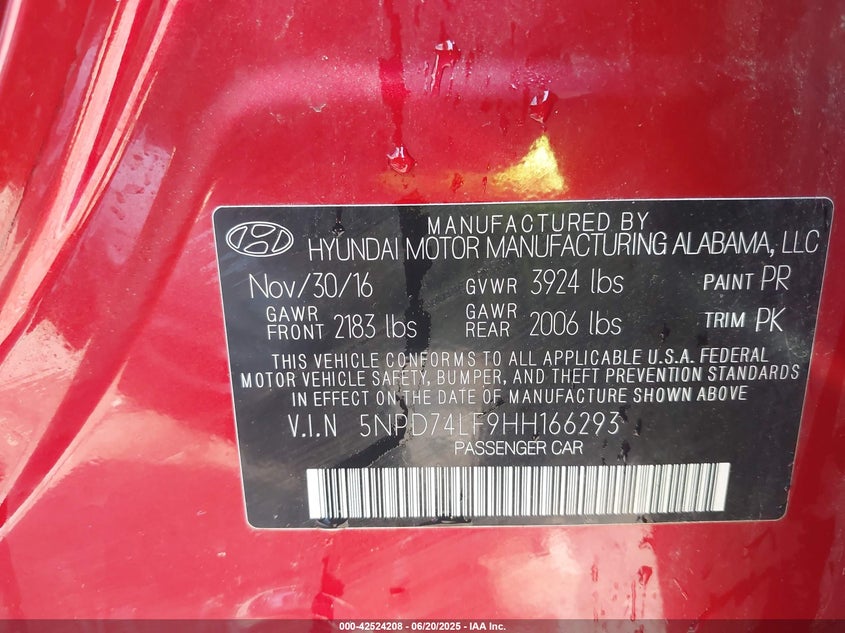 MANUFACTURED BY
HYUNDAI MOTOR MANUFACTURING ALABAMA, LLC
Nov/30/16 GVWR 3924 lbs PAINT PR
GAWR FRONT 2183 lbs GAWR REAR 2006 lbs TRIM PK
THIS VEHICLE CONFORMS TO ALL APPLICABLE U.S.A. FEDERAL
MOTOR VEHICLE SAFETY, BUMPER, AND THEFT PREVENTION STANDARDS
IN EFFECT ON THE DATE OF MANUFACTURE SHOWN ABOVE
V.I.N 5NPD74LF9HH166293
PASSENGER CAR
000-42524208 - 06/20/2025 - IAA Inc.